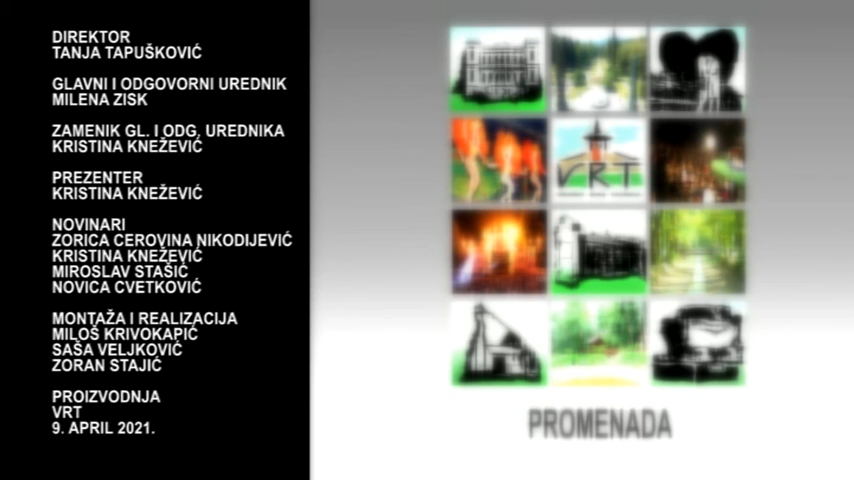 DIREKTOR
TANJA TAPUŠKOVIĆ
GLAVNI I ODGOVORNI UREDNIK
MILENA ZISK
ZAMENIK GL. I ODG. UREDNIKA
KRISTINA KNEŽEVIĆ
PREZENTER
KRISTINA KNEŽEVIĆ
NOVINARI
ZORICA CEROVINA NIKODIJEVIĆ
KRISTINA KNEŽEVIĆ
MIROSLAV STAŠIĆ
NOVICA CVETKOVIĆ
MONTAŽA I REALIZACIJA
MILOŠ KRIVOKAPIĆ
SAŠA VELJKOVIĆ
ZORAN STAJIĆ
PROIZVODNJA
VRT
9. APRIL 2021.
VRT
PROMENADA